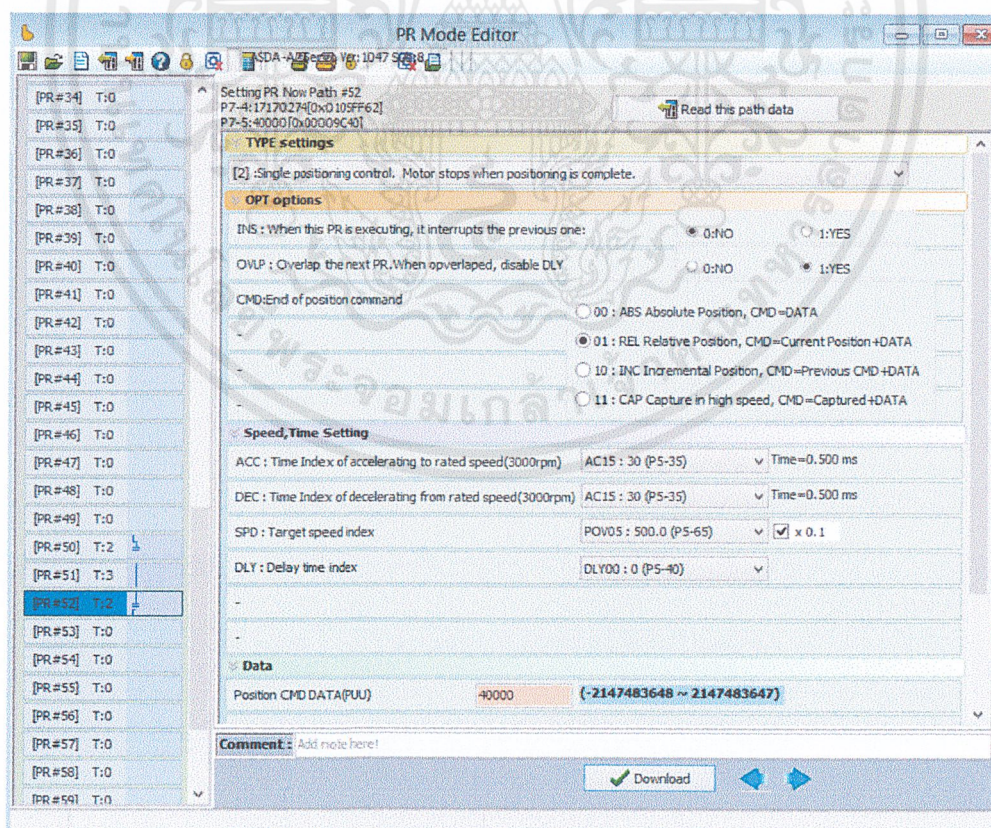 PR Mode Editor
[PR#34] T:0
[PR#35] T:0
[PR#36] T:0
[PR#37] T:0
[PR#38] T:0
[PR#39] T:0
[PR#40] T:0
[PR#41] T:0
[PR#42] T:0
[PR#43] T:0
[PR#44] T:0
[PR#45] T:0
[PR#46] T:0
[PR#47] T:0
[PR#48] T:0
[PR#49] T:0
[PR#50] T:2
[PR#51] T:3
[PR#52] T:2
[PR#53] T:0
[PR#54] T:0
[PR#55] T:0
[PR#56] T:0
[PR#57] T:0
[PR#58] T:0
[PR#59] T:0
Setting PR Now Path #52
P7-4:17170274[0x0105FF62]
P7-5:40000[0x00009C40]
Read this path data
TYPE settings
[2] :Single positioning control. Motor stops when positioning is complete.
OPT options
INS : When this PR is executing, it interrupts the previous one: 0:NO 1:YES
OVLP : Overlap the next PR.When opverlaped, disable DLY 0:NO 1:YES
CMD:End of position command
00 : ABS Absolute Position, CMD=DATA
-
01 : REL Relative Position, CMD=Current Position+DATA
-
10 : INC Incremental Position, CMD=Previous CMD+DATA
-
11 : CAP Capture in high speed, CMD=Captured+DATA
Speed,Time Setting
ACC : Time Index of accelerating to rated speed(3000rpm) AC15 : 30 (P5-35) Time=0.500 ms
DEC : Time Index of decelerating from rated speed(3000rpm) AC15 : 30 (P5-35) Time=0.500 ms
SPD : Target speed index POV05 : 500.0 (P5-65) x 0.1
DLY : Delay time index DLY00 : 0 (P5-40)
-
-
Data
Position CMD DATA(PUU) 40000 (-2147483648 ~ 2147483647)
Comment : Add note here!
Download